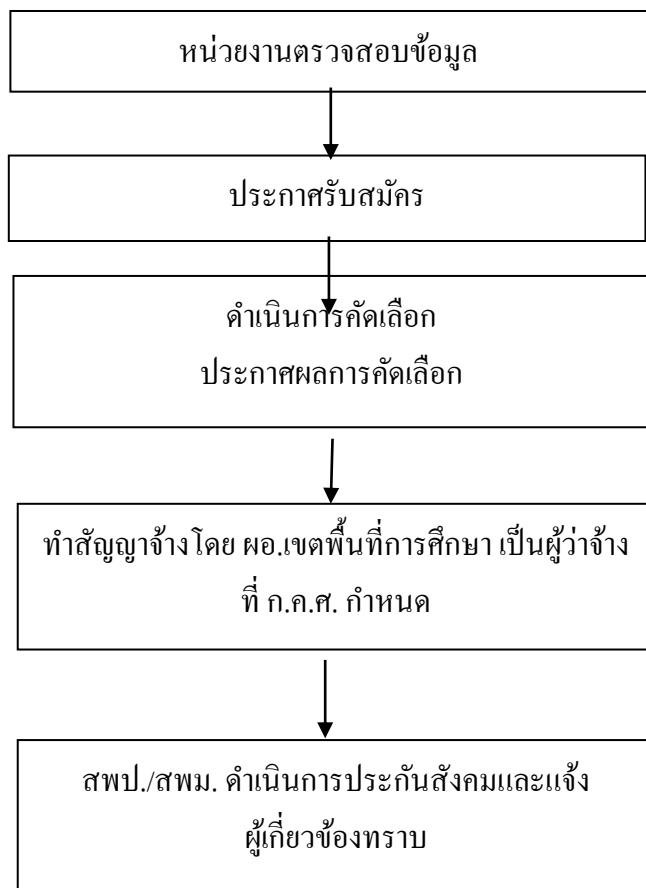 หน่วยงานตรวจสอบข้อมูล
ประกาศรับสมัคร
ดำเนินการคัดเลือก
ประกาศผลการคัดเลือก
ทำสัญญาจ้างโดย ผอ.เขตพื้นที่การศึกษา เป็นผู้ว่าจ้าง
ที่ ก.ค.ศ. กำหนด
สพป./สพม. ดำเนินการประกันสังคมและแจ้ง
ผู้เกี่ยวข้องทราบ